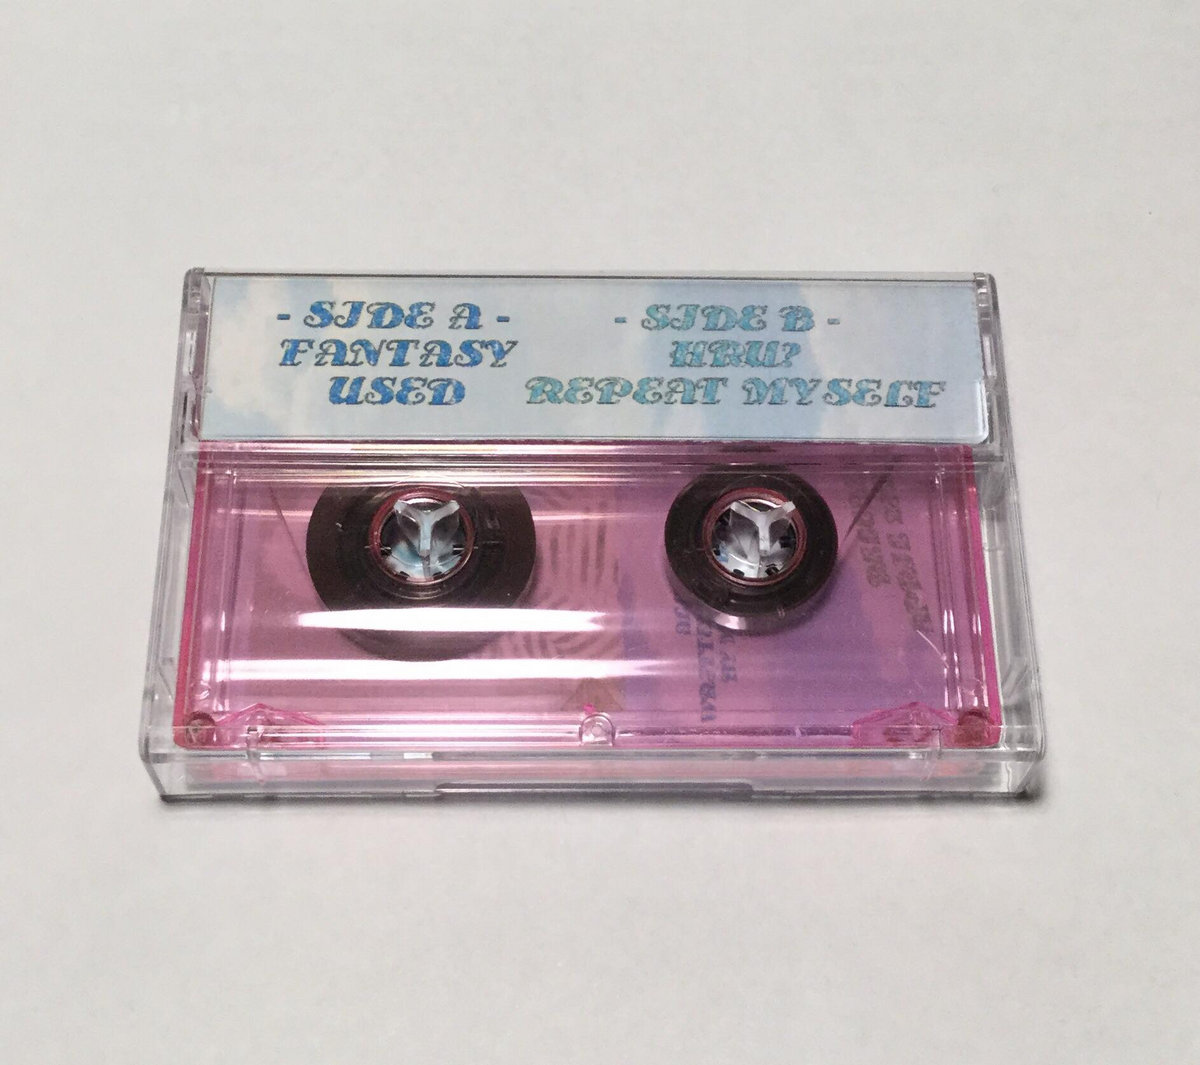 - SIDE A -
FANTASY
USED
- SIDE B -
HRU?
REPEAT MYSELF